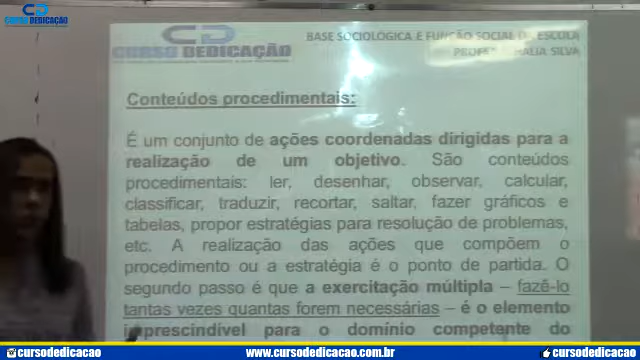 CURSO DEDICAÇÃO
CURSO DEDICAÇÃO
BASE SOCIOLÓGICA E FUNÇÃO SOCIAL DA ESCOLA
SILVA
Conteúdos procedimentais:
É um conjunto de ações coordenadas dirigidas para a
realização de um objetivo. São conteúdos
procedimentais: ler, desenhar, observar, calcular,
classificar, traduzir, recortar, saltar, fazer gráficos e
tabelas, propor estratégias para resolução de problemas,
etc. A realização das ações que compõem o
procedimento ou a estratégia é o ponto de partida. O
segundo passo é que a exercitação múltipla – fazê-lo
tantas vezes quantas forem necessárias – é o elemento
imprescindível para o domínio competente do
@cursodedicacao www.cursodedicacao.com.br /cursodedicacao